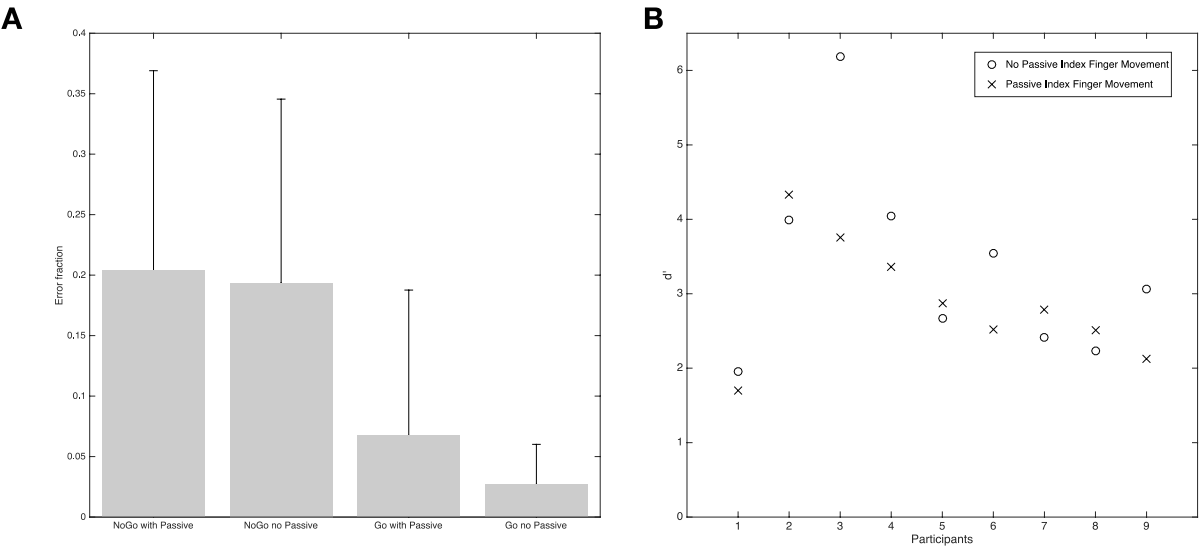 A
0.4
0.35
0.3
0.25
0.2
0.15
0.1
0.05
0
Error fraction
NoGo with Passive
NoGo no Passive
Go with Passive
Go no Passive
B
No Passive Index Finger Movement
Passive Index Finger Movement
6
5
4
3
2
1
0
d'
1 2 3 4 5 6 7 8 9
Participants